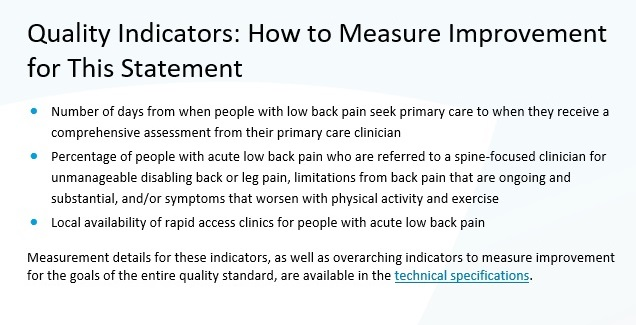 Quality Indicators: How to Measure Improvement
for This Statement
• Number of days from when people with low back pain seek primary care to when they receive a
comprehensive assessment from their primary care clinician
• Percentage of people with acute low back pain who are referred to a spine-focused clinician for
unmanageable disabling back or leg pain, limitations from back pain that are ongoing and
substantial, and/or symptoms that worsen with physical activity and exercise
• Local availability of rapid access clinics for people with acute low back pain
Measurement details for these indicators, as well as overarching indicators to measure improvement
for the goals of the entire quality standard, are available in the technical specifications.